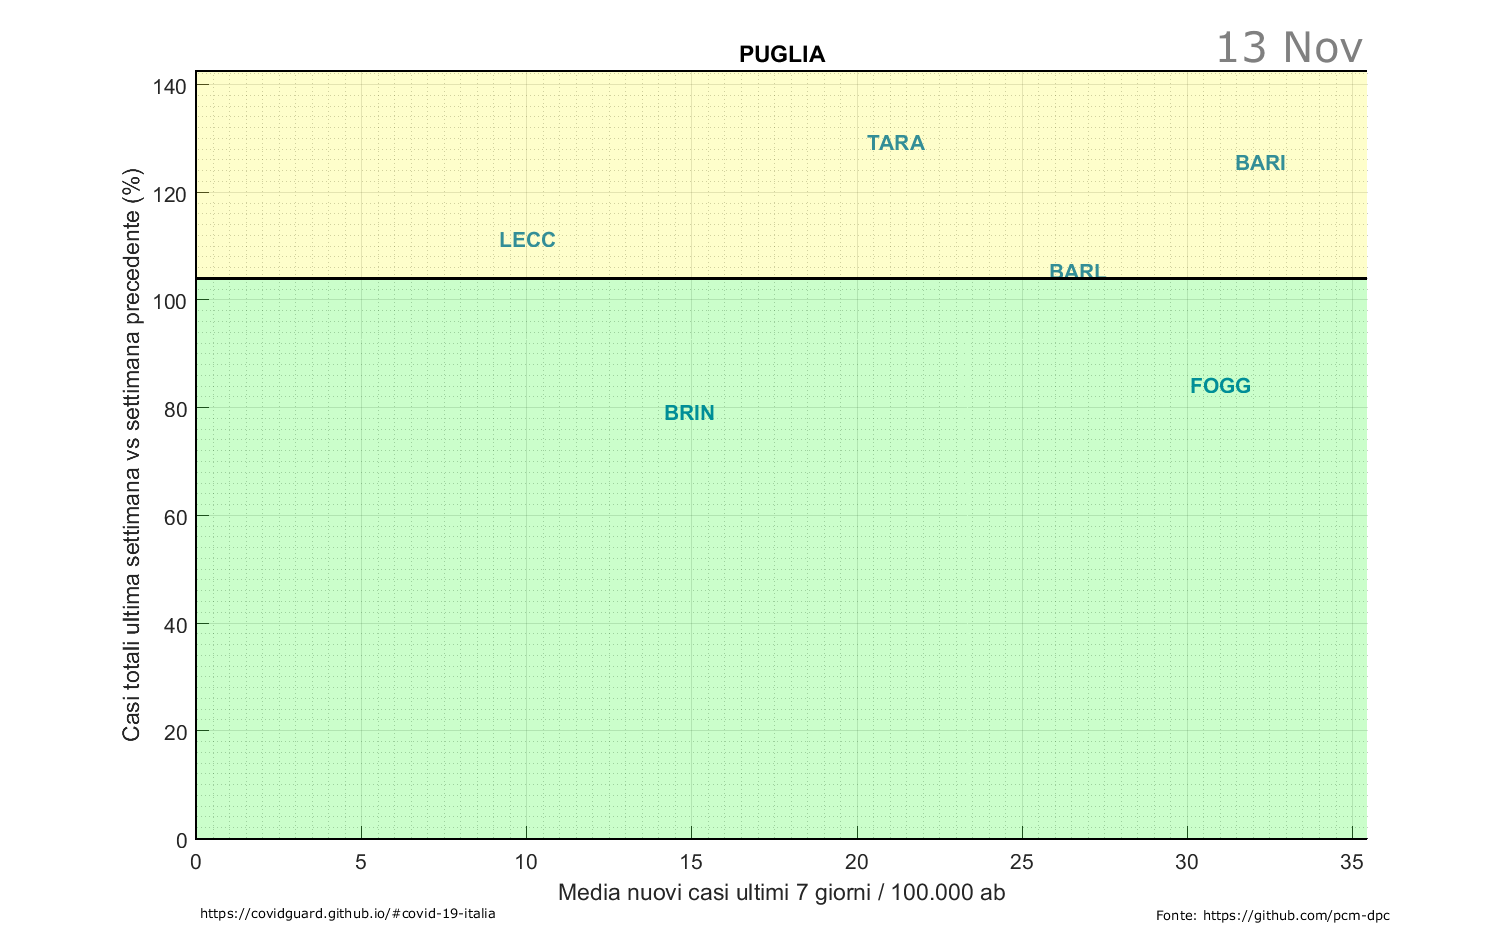 13 Nov
PUGLIA
Casi totali ultima settimana vs settimana precedente (%)
140
120
100
80
60
40
20
0
TARA
BARI
LECC
BARL
FOGG
BRIN
0 5 10 15 20 25 30 35
Media nuovi casi ultimi 7 giorni / 100.000 ab
https://covidguard.github.io/#covid-19-italia
Fonte: https://github.com/pcm-dpc